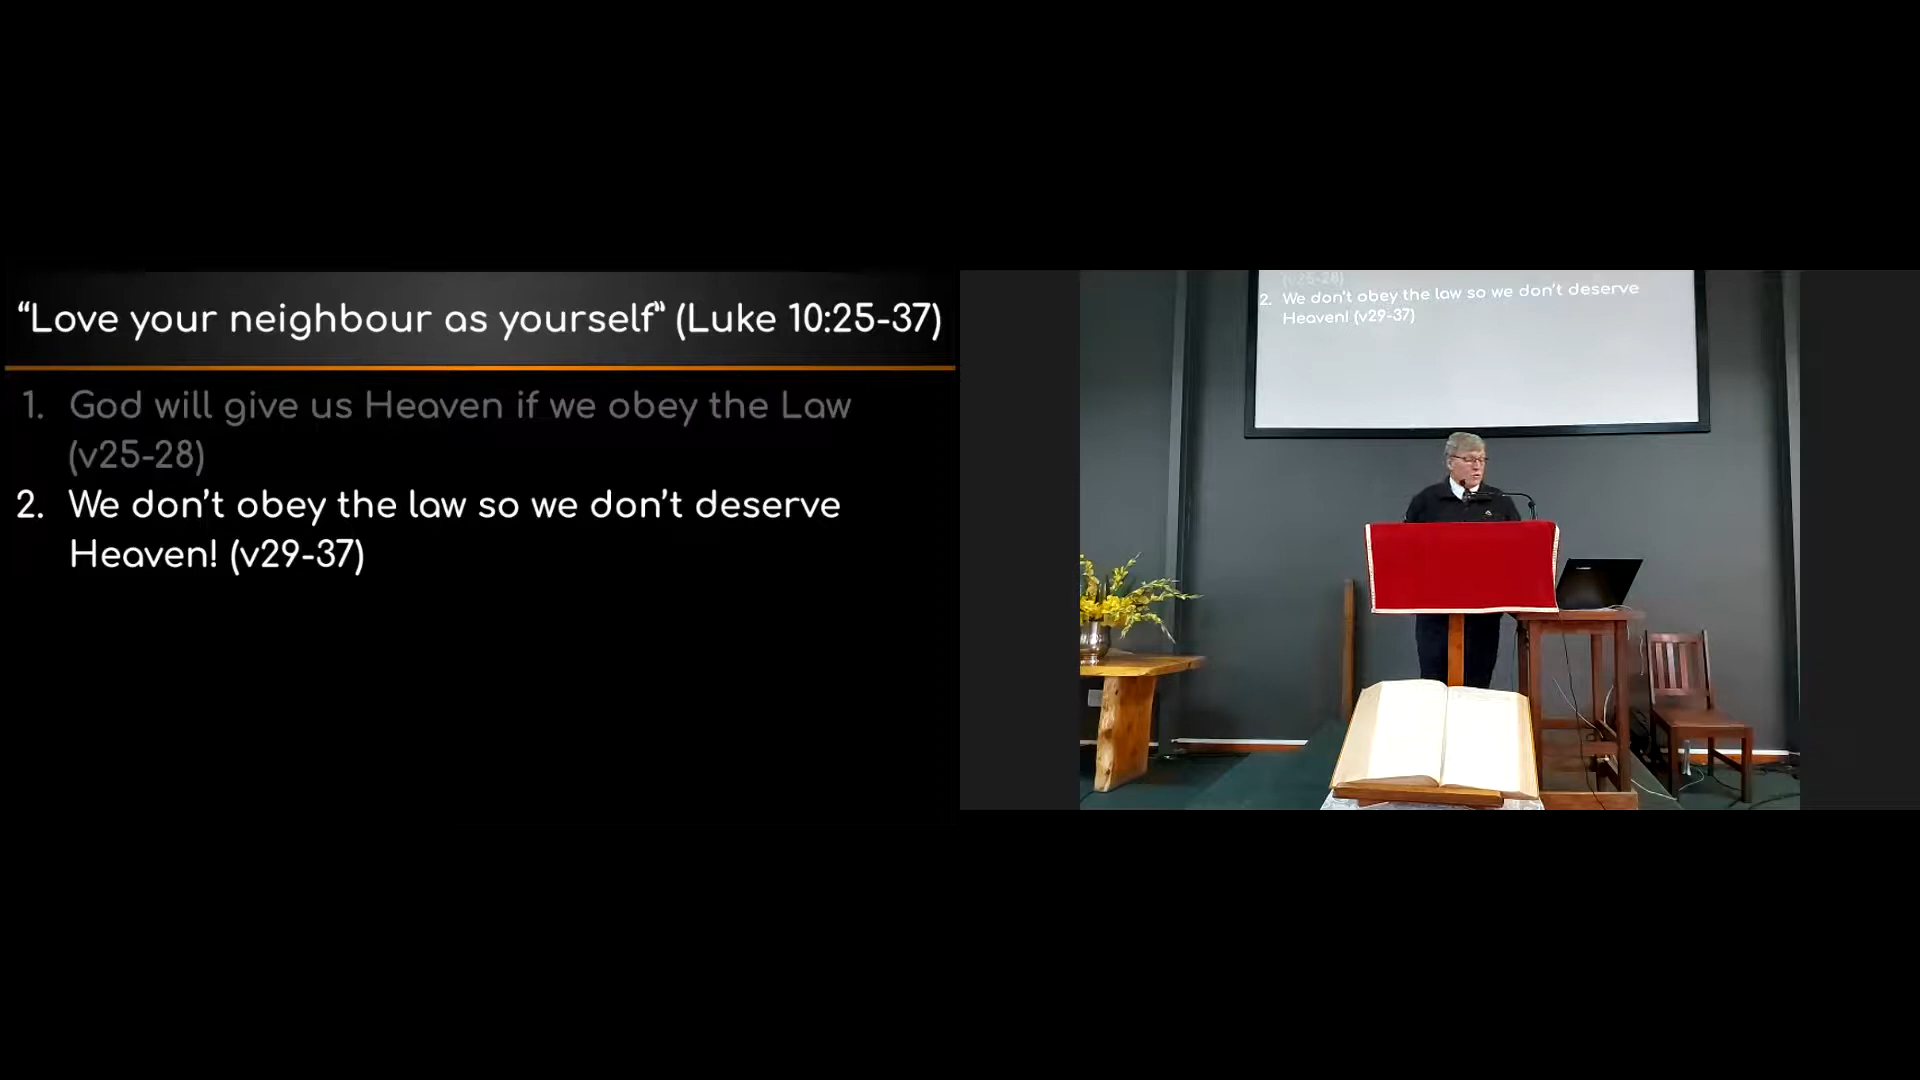 “Love your neighbour as yourself” (Luke 10:25-37)
1. God will give us Heaven if we obey the Law
(v25-28)
2. We don’t obey the law so we don’t deserve
Heaven! (v29-37)
(v25-28)
2. We don’t obey the law so we don’t deserve
Heaven! (v29-37)